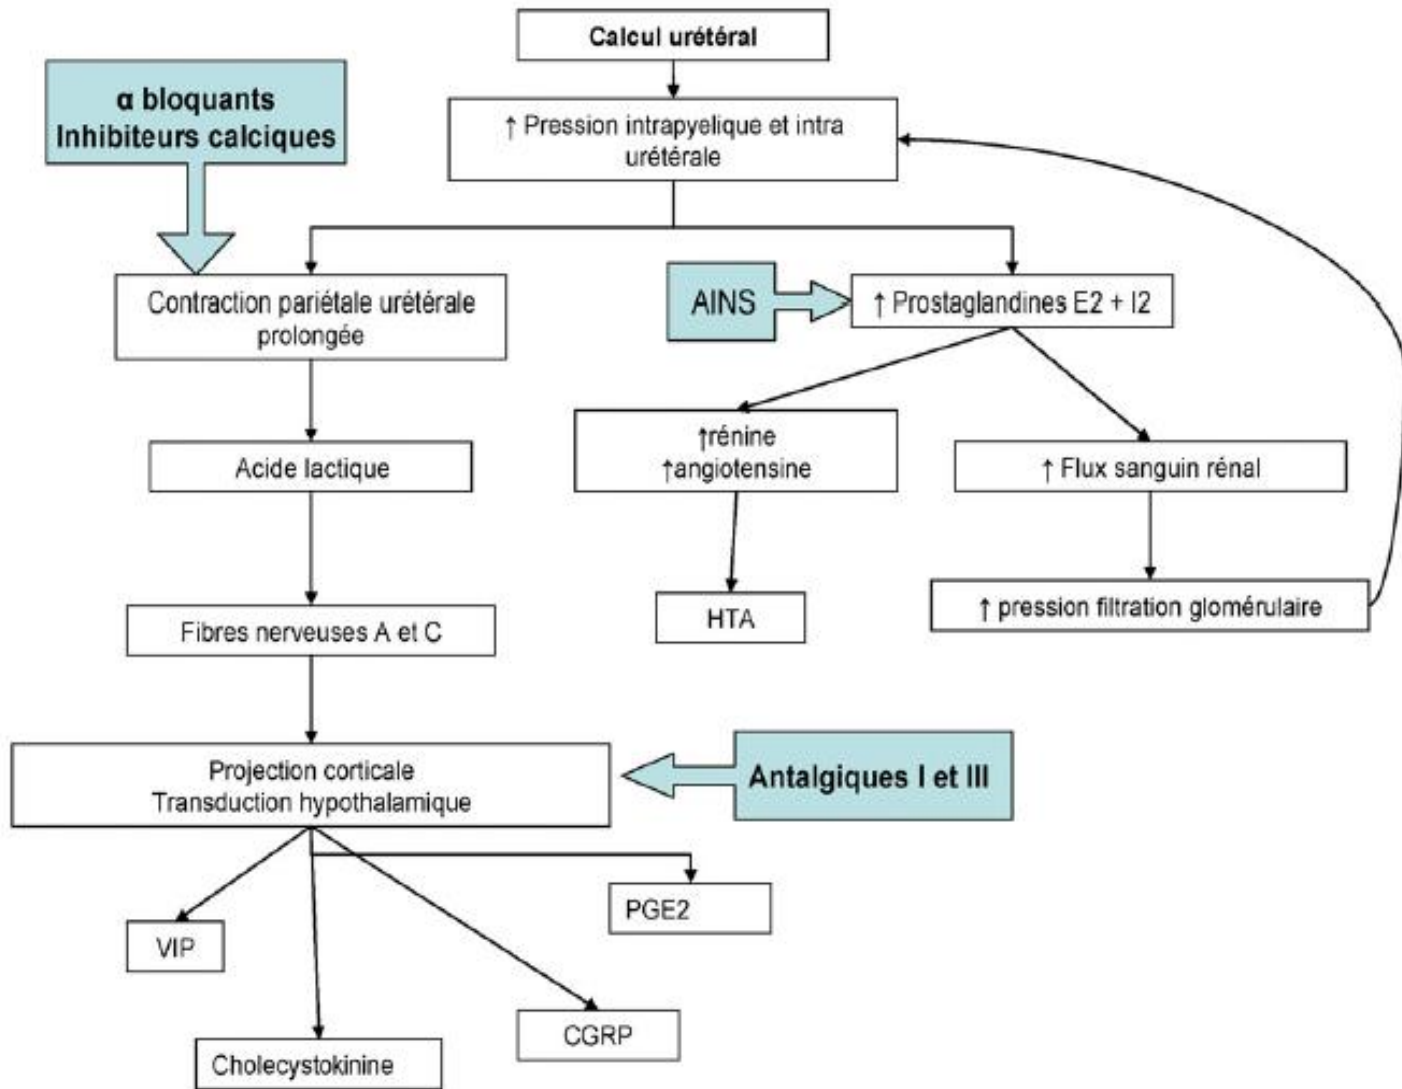 Calcul urétéral
α bloquants
Inhibiteurs calciques
↑ Pression intrapyelique et intra
urétérale
Contraction pariétale urétérale
prolongée
AINS
↑ Prostaglandines E2 + I2
Acide lactique
↑rénine
↑angiotensine
↑ Flux sanguin rénal
Fibres nerveuses A et C
HTA
↑ pression filtration glomérulaire
Projection corticale
Transduction hypothalamique
Antalgiques I et III
VIP
PGE2
Cholecystokinine
CGRP